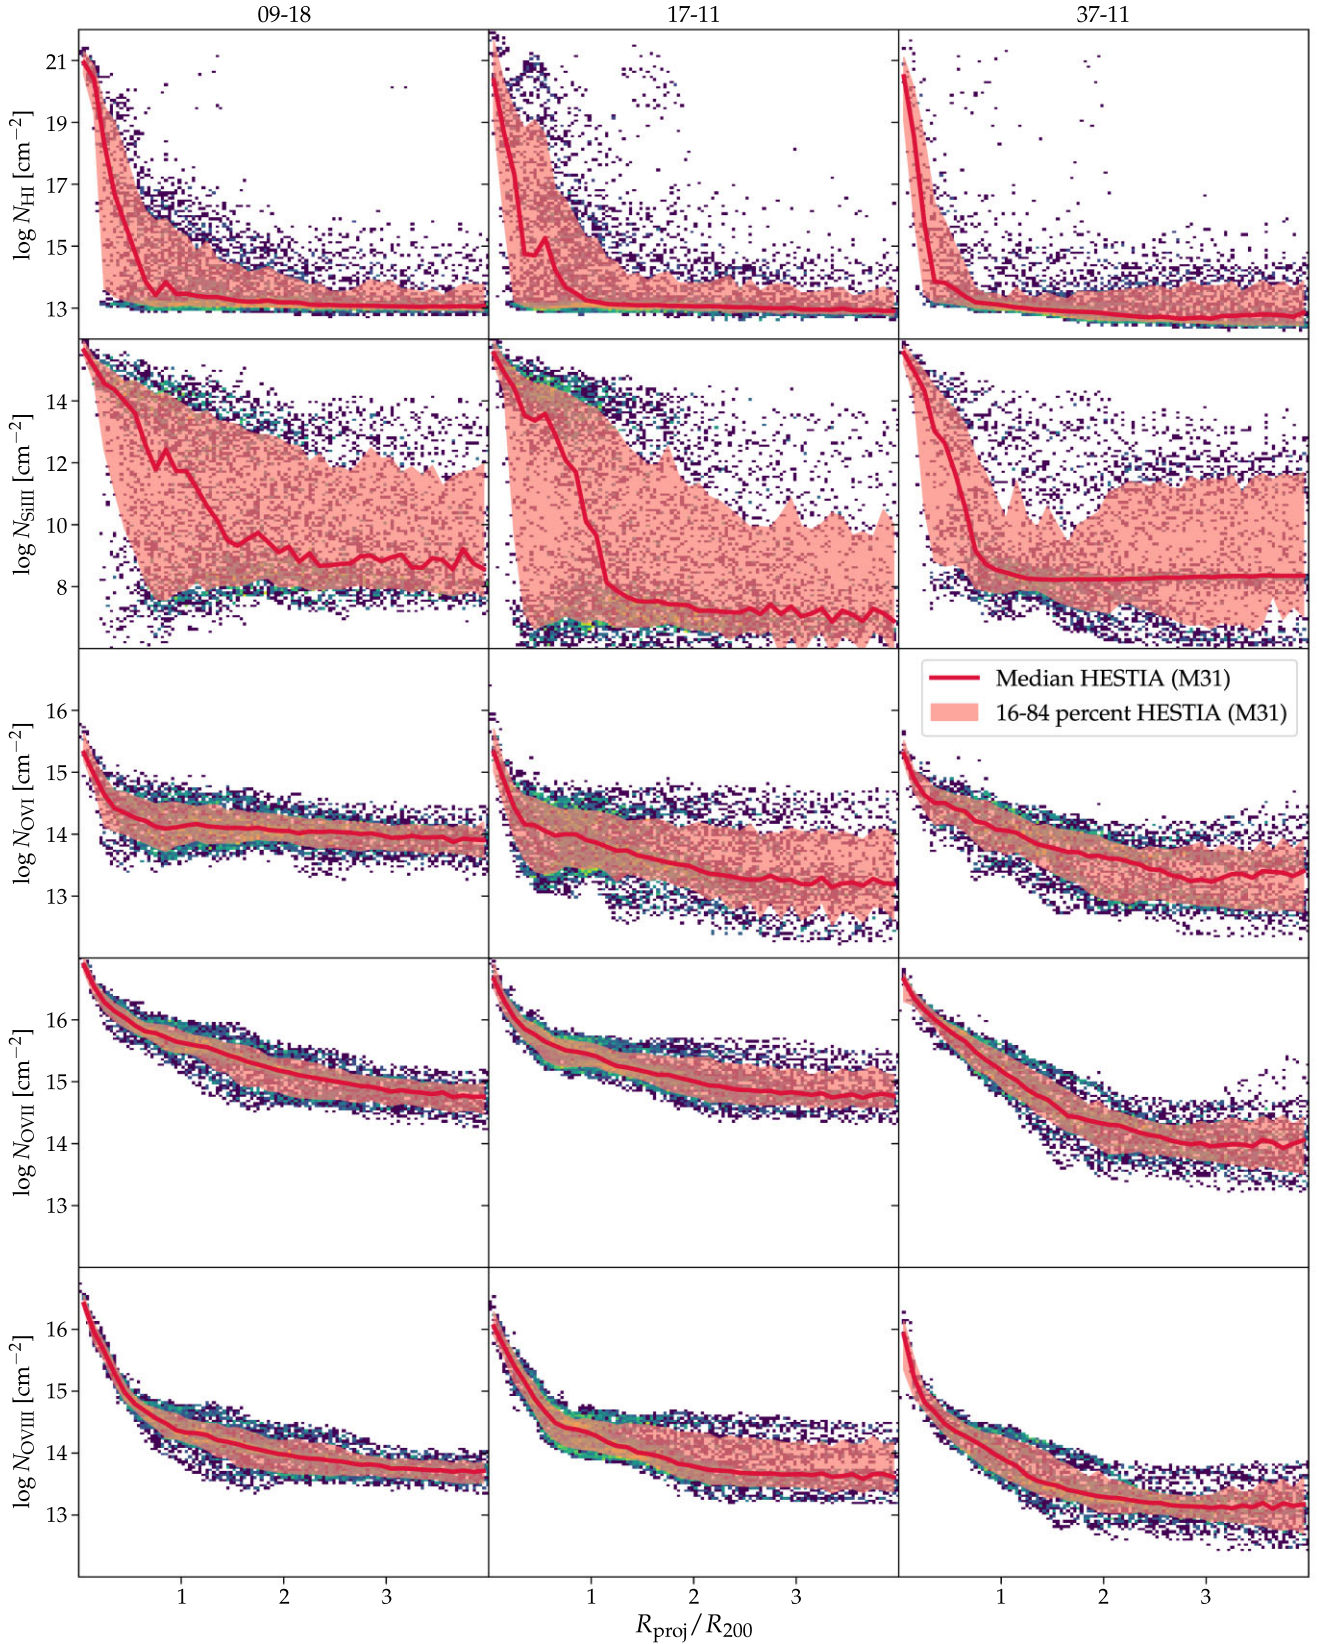 09-18 17-11 37-11
log N_HI [cm⁻²]
21
19
17
15
13
log N_SiIII [cm⁻²]
14
12
10
8
Median HESTIA (M31)
16-84 percent HESTIA (M31)
log N_OVI [cm⁻²]
16
15
14
13
log N_OVII [cm⁻²]
16
15
14
13
log N_OVIII [cm⁻²]
16
15
14
13
1 2 3 1 2 3 1 2 3
R_proj/R_200